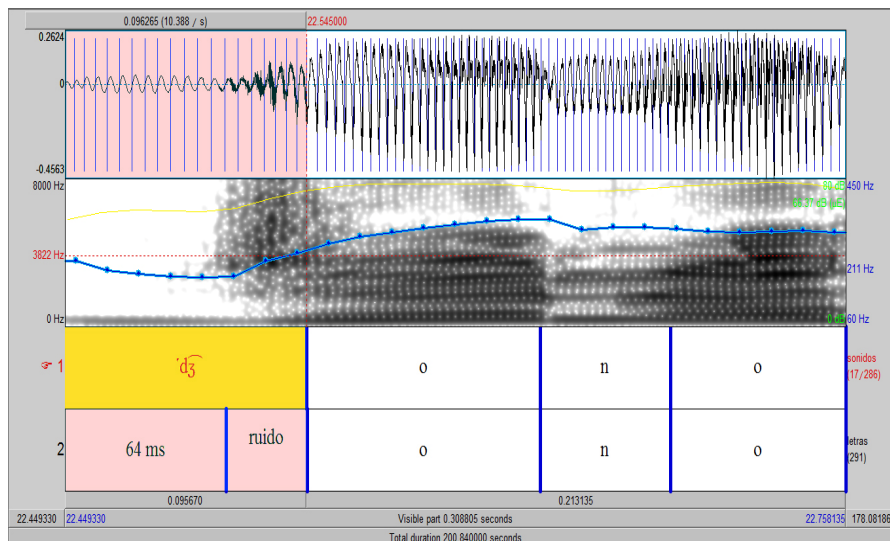 0.096265 (10.388 / s) 22.545000
0.2624
0
-0.4563
8000 Hz 80 dB 450 Hz
3822 Hz
211 Hz
0 Hz 60 Hz
☞ 1 ˈd͡ʒ o n o sonidos
(17/286)
2 64 ms ruido o n o letras
(291)
0.095670 0.213135
22.449330 22.449330 Visible part 0.308805 seconds 22.758135 178.08186
Total duration 200.840000 seconds